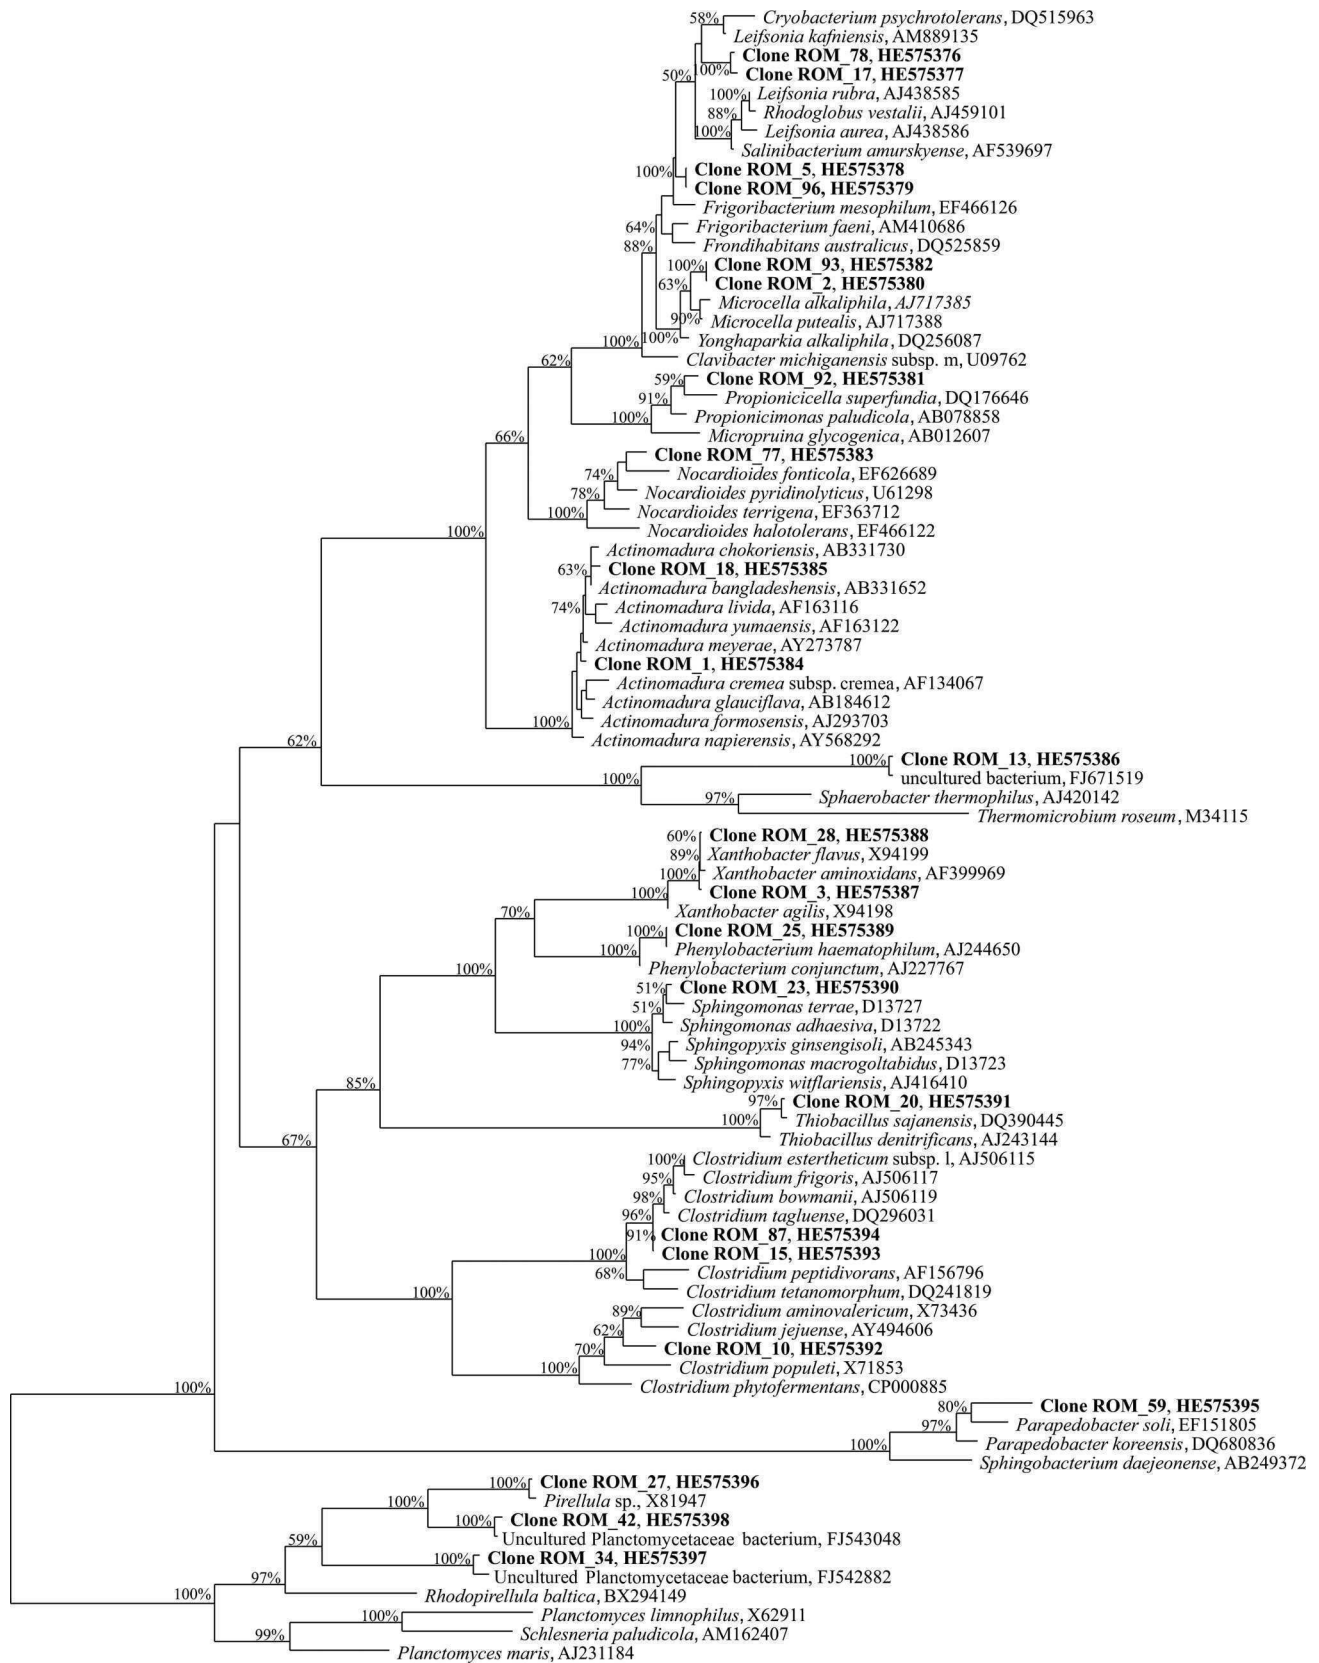 58% Cryobacterium psychrotolerans, DQ515963
Leifsonia kafniensis, AM889135
Clone ROM_78, HE575376
100% Clone ROM_17, HE575377
50%
100% Leifsonia rubra, AJ438585
88% Rhodoglobus vestalii, AJ459101
100% Leifsonia aurea, AJ438586
Salinibacterium amurskyense, AF539697
100% Clone ROM_5, HE575378
Clone ROM_96, HE575379
Frigoribacterium mesophilum, EF466126
64% Frigoribacterium faeni, AM410686
88% Frondihabitans australicus, DQ525859
100% Clone ROM_93, HE575382
63% Clone ROM_2, HE575380
Microcella alkaliphila, AJ717385
90% Microcella putealis, AJ717388
100% 100% Yonghaparkia alkaliphila, DQ256087
62% Clavibacter michiganensis subsp. m, U09762
59% Clone ROM_92, HE575381
91% Propionicicella superfundia, DQ176646
100% Propionicimonas paludicola, AB078858
66% Micropruina glycogenica, AB012607
Clone ROM_77, HE575383
74% Nocardioides fonticola, EF626689
78% Nocardioides pyridinolyticus, U61298
100% Nocardioides terrigena, EF363712
100% Nocardioides halotolerans, EF466122
Actinomadura chokoriensis, AB331730
63% Clone ROM_18, HE575385
Actinomadura bangladeshensis, AB331652
74% Actinomadura livida, AF163116
Actinomadura yumaensis, AF163122
Actinomadura meyerae, AY273787
Clone ROM_1, HE575384
Actinomadura cremea subsp. cremea, AF134067
Actinomadura glauciflava, AB184612
100% Actinomadura formosensis, AJ293703
62% Actinomadura napierensis, AY568292
100% Clone ROM_13, HE575386
100% uncultured bacterium, FJ671519
97% Sphaerobacter thermophilus, AJ420142
Thermomicrobium roseum, M34115
60% Clone ROM_28, HE575388
89% Xanthobacter flavus, X94199
100% Xanthobacter aminoxidans, AF399969
100% Clone ROM_3, HE575387
70% Xanthobacter agilis, X94198
100% Clone ROM_25, HE575389
100% Phenylobacterium haematophilum, AJ244650
100% Phenylobacterium conjunctum, AJ227767
51% Clone ROM_23, HE575390
51% Sphingomonas terrae, D13727
100% Sphingomonas adhaesiva, D13722
94% Sphingopyxis ginsengisoli, AB245343
77% Sphingomonas macrogoltabidus, D13723
85% Sphingopyxis witflariensis, AJ416410
97% Clone ROM_20, HE575391
100% Thiobacillus sajanensis, DQ390445
67% Thiobacillus denitrificans, AJ243144
100% Clostridium estertheticum subsp. l, AJ506115
95% Clostridium frigoris, AJ506117
98% Clostridium bowmanii, AJ506119
96% Clostridium tagluense, DQ296031
91% Clone ROM_87, HE575394
100% Clone ROM_15, HE575393
68% Clostridium peptidivorans, AF156796
100% Clostridium tetanomorphum, DQ241819
89% Clostridium aminovalericum, X73436
62% Clostridium jejuense, AY494606
70% Clone ROM_10, HE575392
100% Clostridium populeti, X71853
100% Clostridium phytofermentans, CP000885
80% Clone ROM_59, HE575395
97% Parapedobacter soli, EF151805
100% Parapedobacter koreensis, DQ680836
Sphingobacterium daejeonense, AB249372
100% Clone ROM_27, HE575396
100% Pirellula sp., X81947
100% Clone ROM_42, HE575398
59% Uncultured Planctomycetaceae bacterium, FJ543048
100% Clone ROM_34, HE575397
97% Uncultured Planctomycetaceae bacterium, FJ542882
100% Rhodopirellula baltica, BX294149
100% Planctomyces limnophilus, X62911
99% Schlesneria paludicola, AM162407
Planctomyces maris, AJ231184